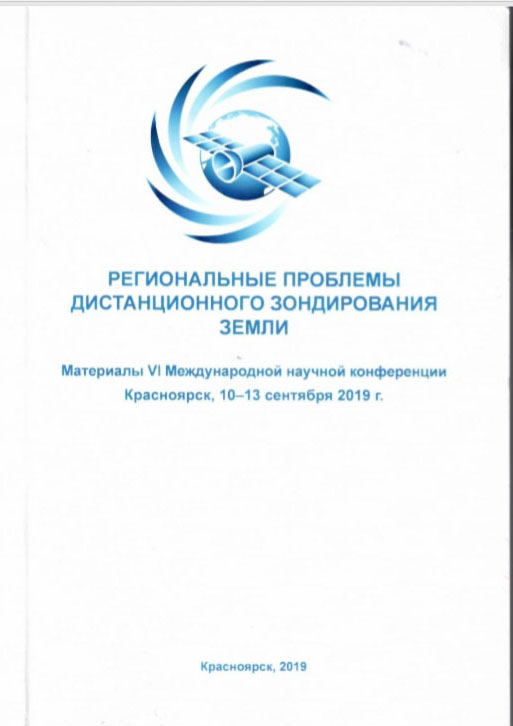 РЕГИОНАЛЬНЫЕ ПРОБЛЕМЫ
ДИСТАНЦИОННОГО ЗОНДИРОВАНИЯ
ЗЕМЛИ
Материалы VI Международной научной конференции
Красноярск, 10–13 сентября 2019 г.
Красноярск, 2019